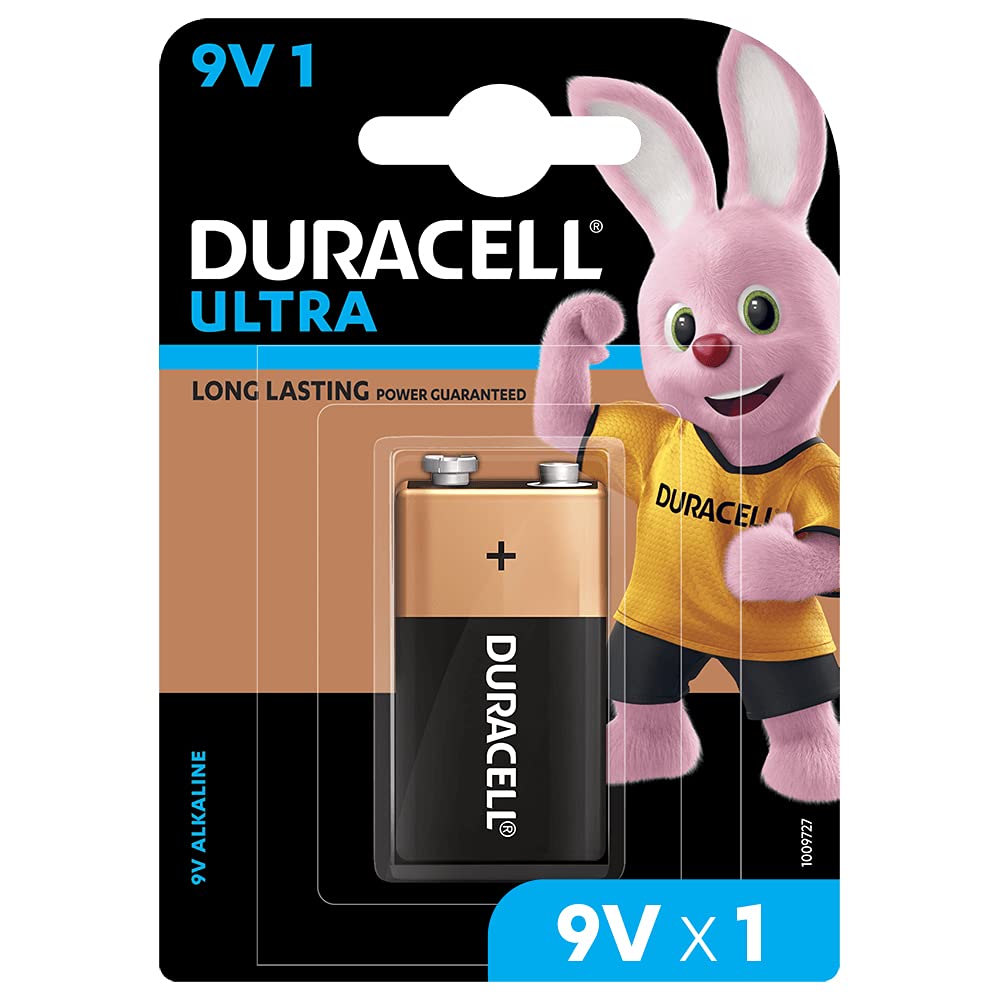 9V 1
DURACELL®
ULTRA
LONG LASTING POWER GUARANTEED
DURACELL
+
DURACELL®
9V ALKALINE
1009727
9V x 1